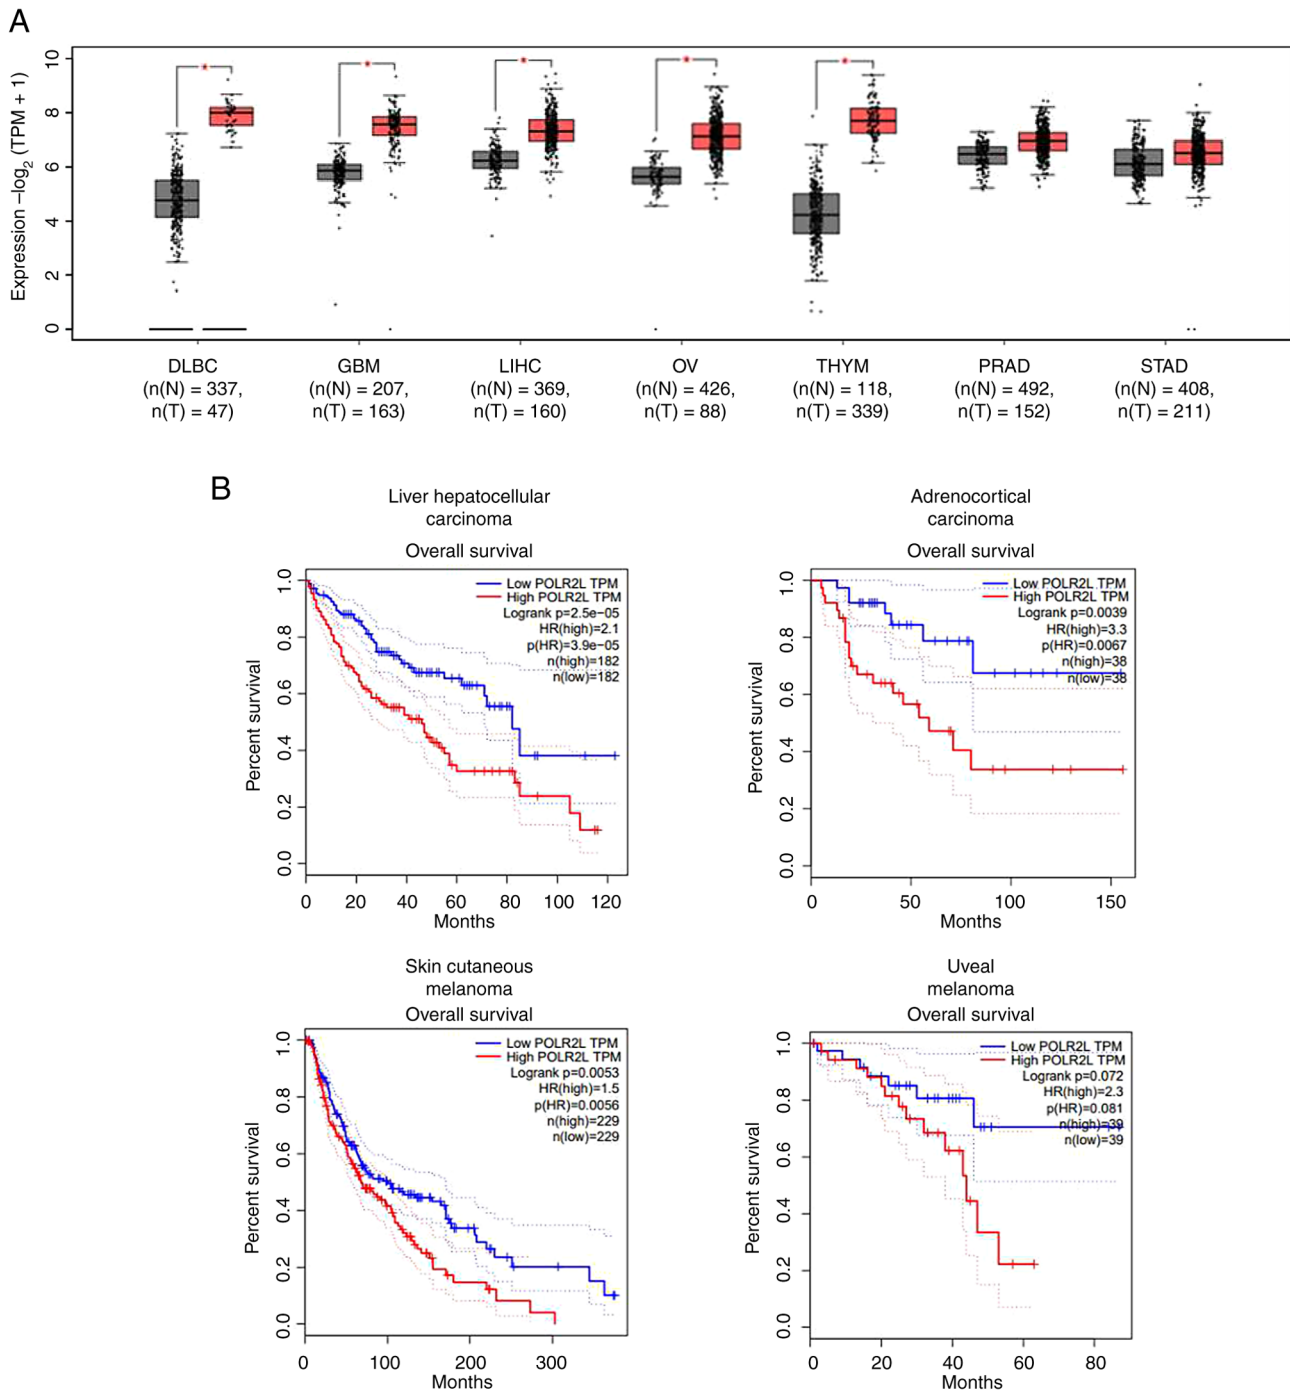 A
Expression –log2 (TPM + 1)
10
8
6
4
2
0
* * * * *
DLBC GBM LIHC OV THYM PRAD STAD
(n(N) = 337, (n(N) = 207, (n(N) = 369, (n(N) = 426, (n(N) = 118, (n(N) = 492, (n(N) = 408,
n(T) = 47) n(T) = 163) n(T) = 160) n(T) = 88) n(T) = 339) n(T) = 152) n(T) = 211)
B
Liver hepatocellular
carcinoma
Overall survival
Low POLR2L TPM
High POLR2L TPM
Logrank p=2.5e−05
HR(high)=2.1
p(HR)=3.9e−05
n(high)=182
n(low)=182
Percent survival
1.0
0.8
0.6
0.4
0.2
0.0
0 20 40 60 80 100 120
Months
Adrenocortical
carcinoma
Overall survival
Low POLR2L TPM
High POLR2L TPM
Logrank p=0.0039
HR(high)=3.3
p(HR)=0.0067
n(high)=38
n(low)=38
Percent survival
1.0
0.8
0.6
0.4
0.2
0.0
0 50 100 150
Months
Skin cutaneous
melanoma
Overall survival
Low POLR2L TPM
High POLR2L TPM
Logrank p=0.0053
HR(high)=1.5
p(HR)=0.0056
n(high)=229
n(low)=229
Percent survival
1.0
0.8
0.6
0.4
0.2
0.0
0 100 200 300
Months
Uveal
melanoma
Overall survival
Low POLR2L TPM
High POLR2L TPM
Logrank p=0.072
HR(high)=2.3
p(HR)=0.081
n(high)=39
n(low)=39
Percent survival
1.0
0.8
0.6
0.4
0.2
0.0
0 20 40 60 80
Months